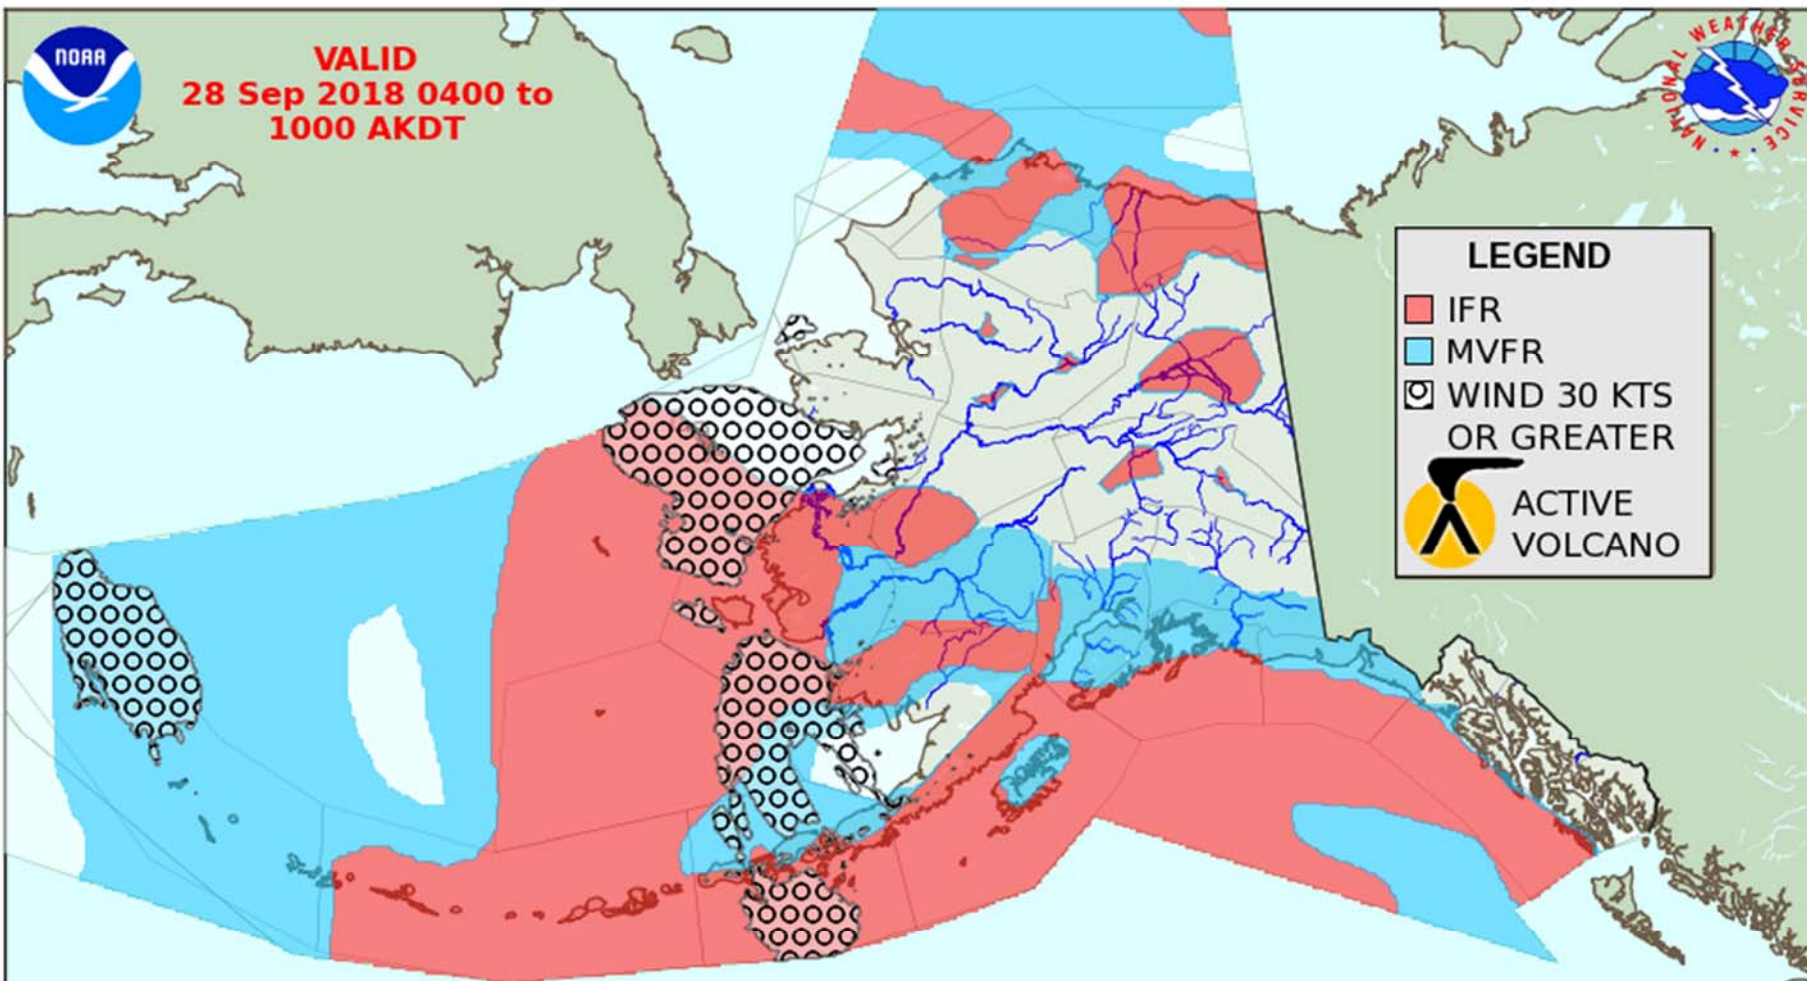 NOAA
VALID
28 Sep 2018 0400 to
1000 AKDT
NATIONAL WEATHER SERVICE
LEGEND
IFR
MVFR
WIND 30 KTS
OR GREATER
ACTIVE
VOLCANO